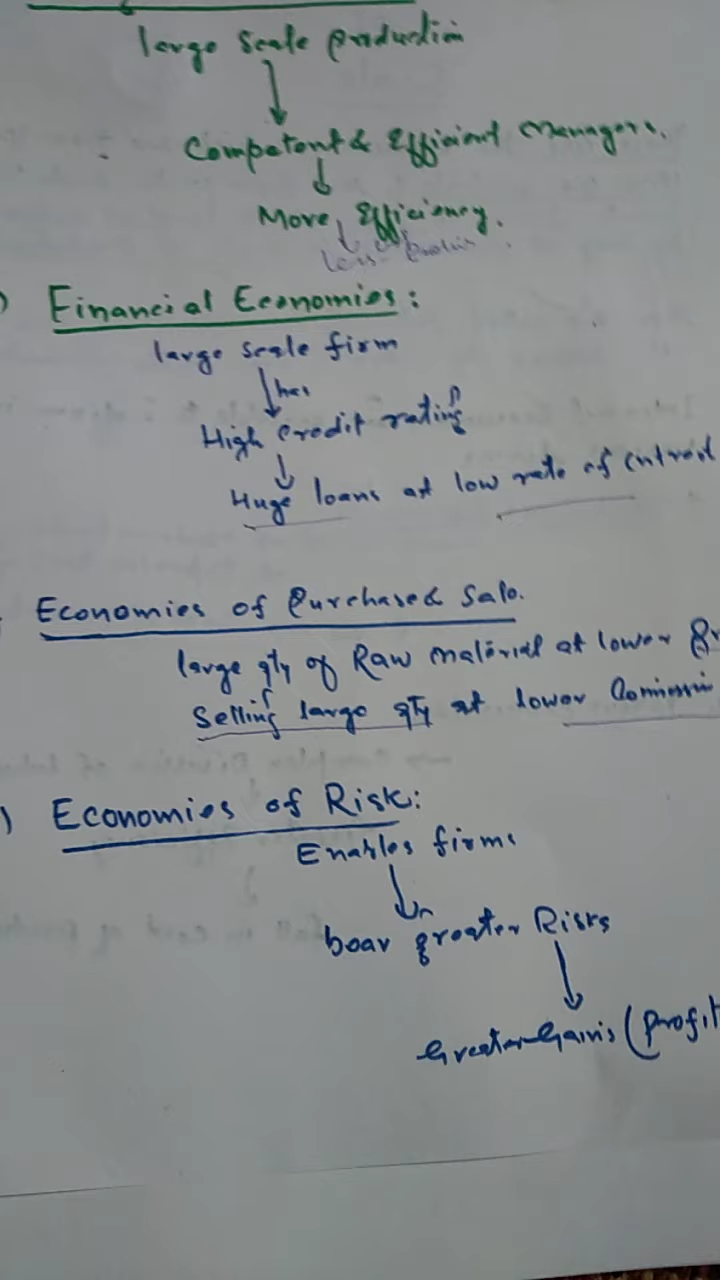 large scale production
↓
Competent & Efficient Managers.
↓
More Efficiency.
↓
less
) Financial Economies:
large scale firm
↓ has
High credit rating
↓
Huge loans at low rate of interest
Economies of Purchase & Sale.
large qty of Raw material at lower Pr
Selling large qty at lower
) Economies of Risk:
Enables firms
↓
bear greater Risks
↓
Greater Gains (Profit